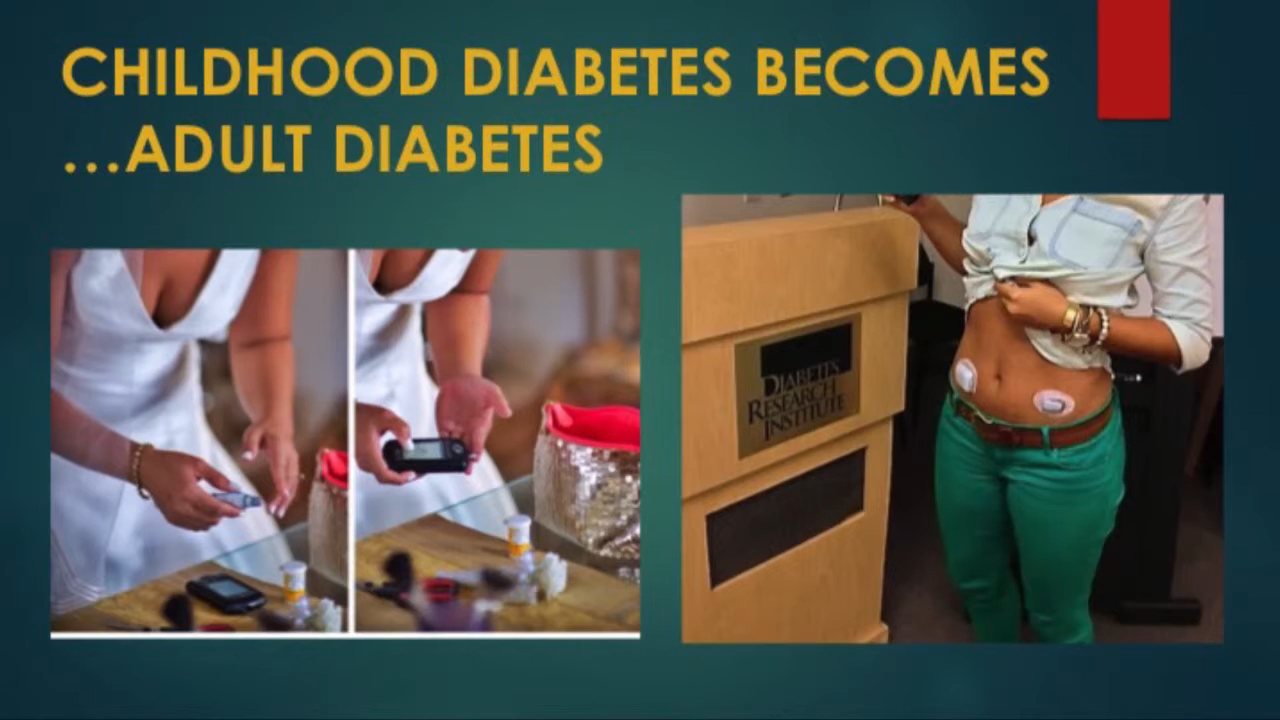 CHILDHOOD DIABETES BECOMES
…ADULT DIABETES
DIABETES
RESEARCH
INSTITUTE